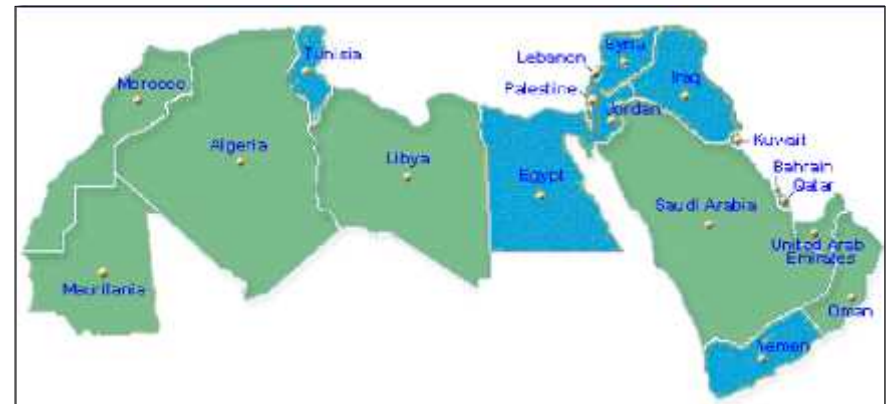 Tunisia
Syria
Lebanon
Morocco
Iraq
Palestine
Jordan
Kuwait
Algeria
Libya
Bahrain
Egypt
Qatar
Saudi Arabia
United Arab
Emirates
Mauritania
Oman
Yemen